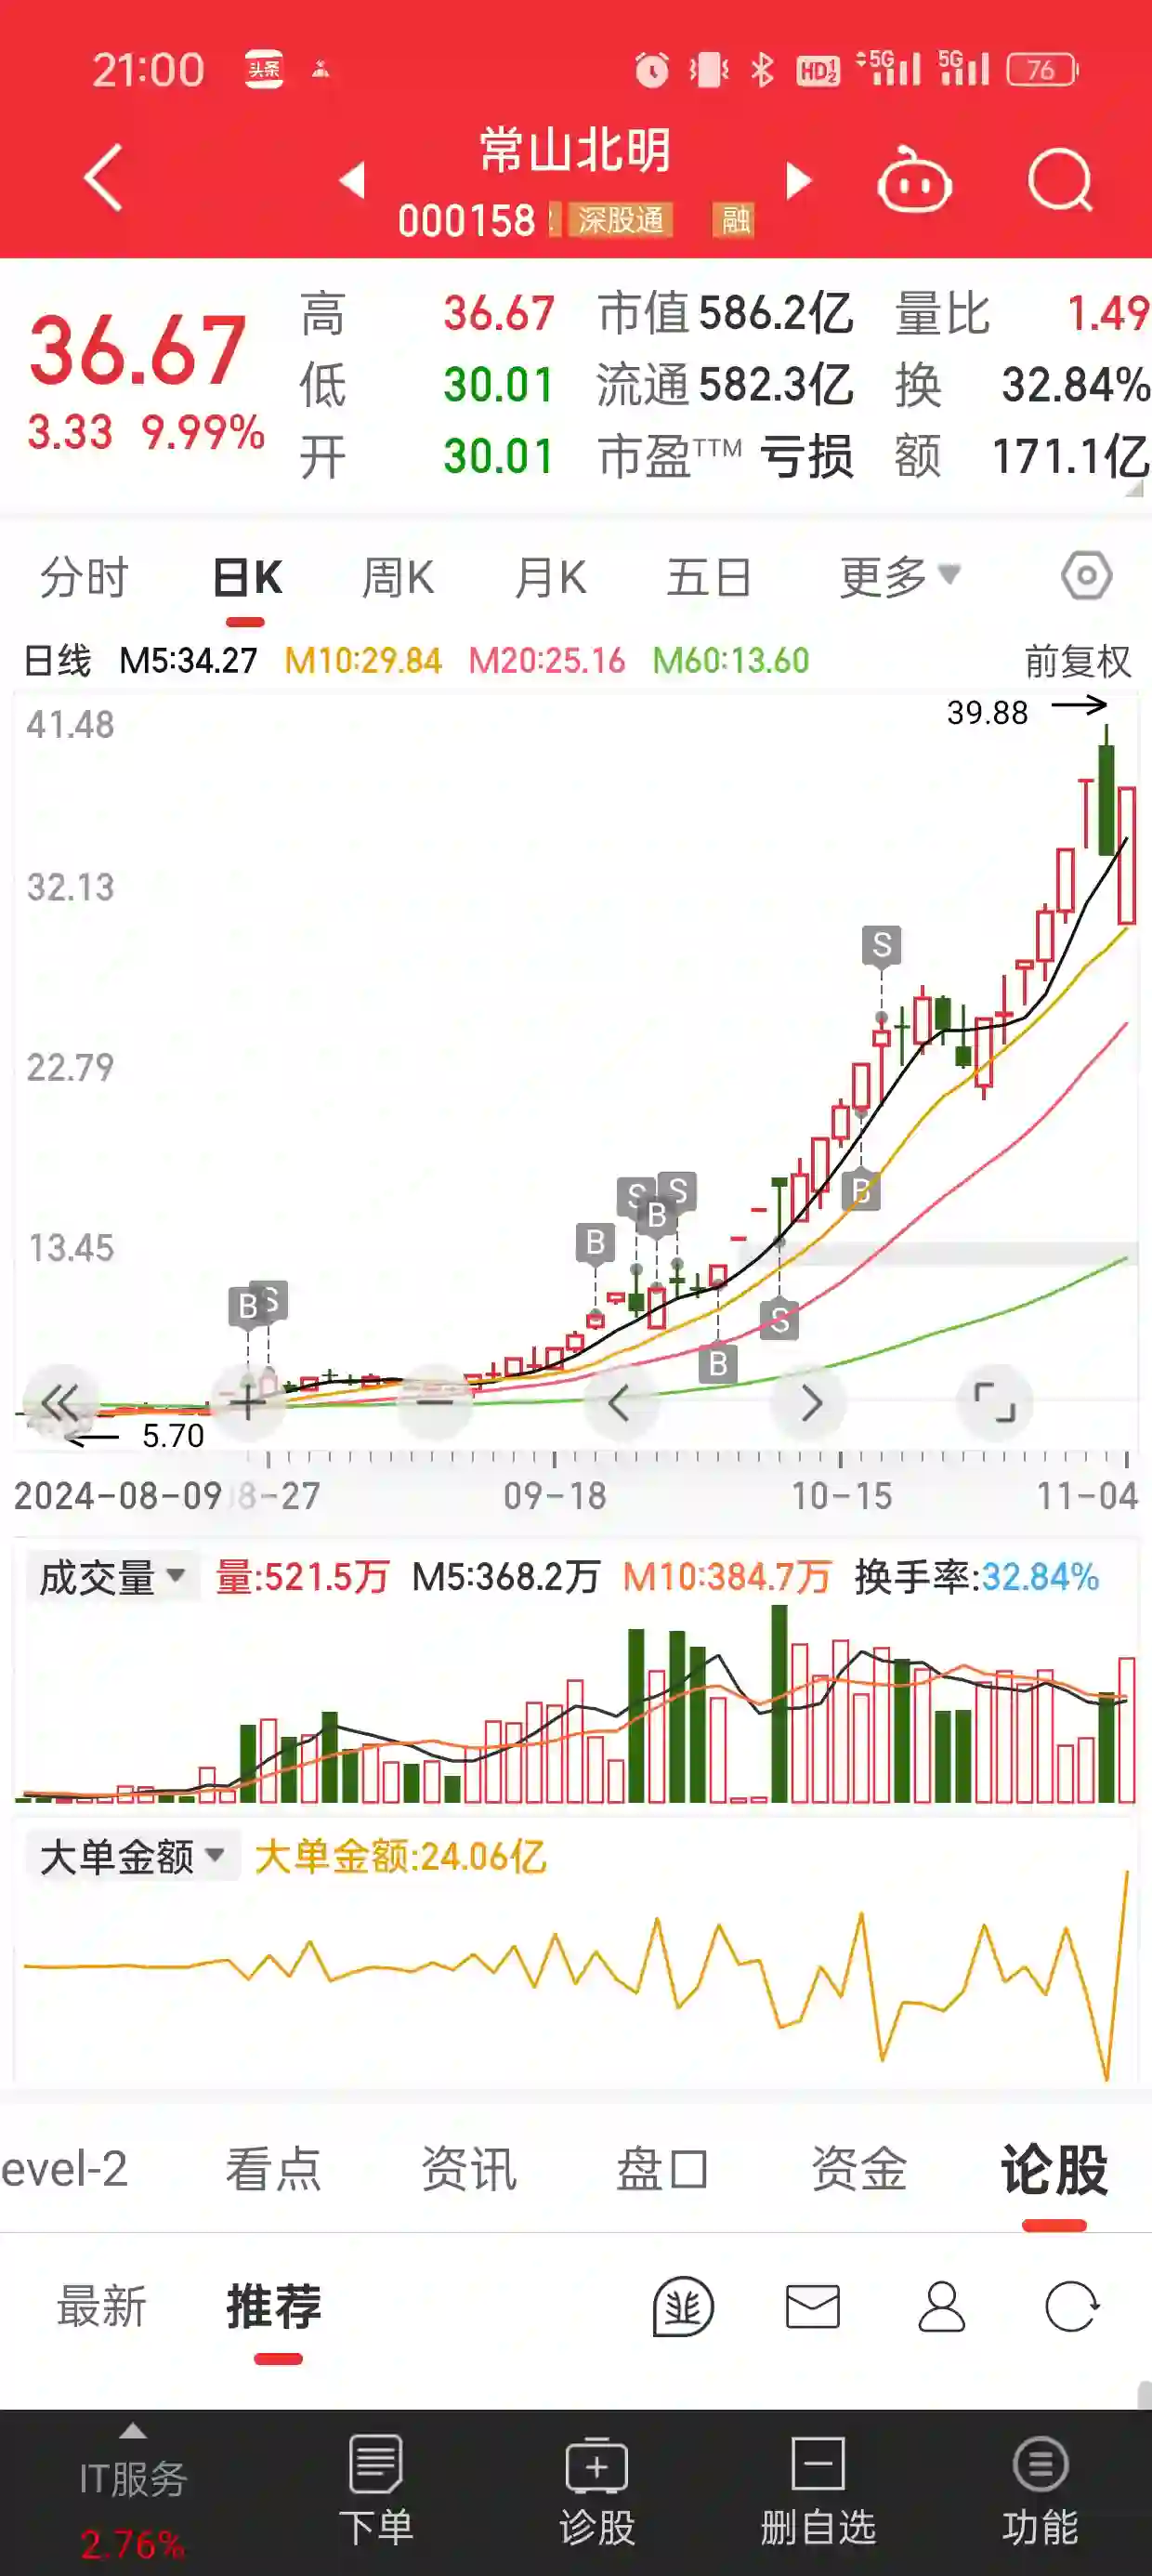 21:00 头条 HD 5G 5G 76
常山北明
000158 深股通 融
36.67 高 36.67 市值 586.2亿 量比 1.49
3.33 9.99% 低 30.01 流通 582.3亿 换 32.84%
开 30.01 市盈TTM 亏损 额 171.1亿
分时 日K 周K 月K 五日 更多
日线 M5:34.27 M10:29.84 M20:25.16 M60:13.60 前复权
39.88
41.48
32.13
S
22.79
S S
B B
B
13.45
B S
S
B
5.70
2024-08-09 8-27 09-18 10-15 11-04
成交量 量:521.5万 M5:368.2万 M10:384.7万 换手率:32.84%
大单金额 大单金额:24.06亿
evel-2 看点 资讯 盘口 资金 论股
最新 推荐
IT服务 下单 诊股 删自选 功能
2.76%